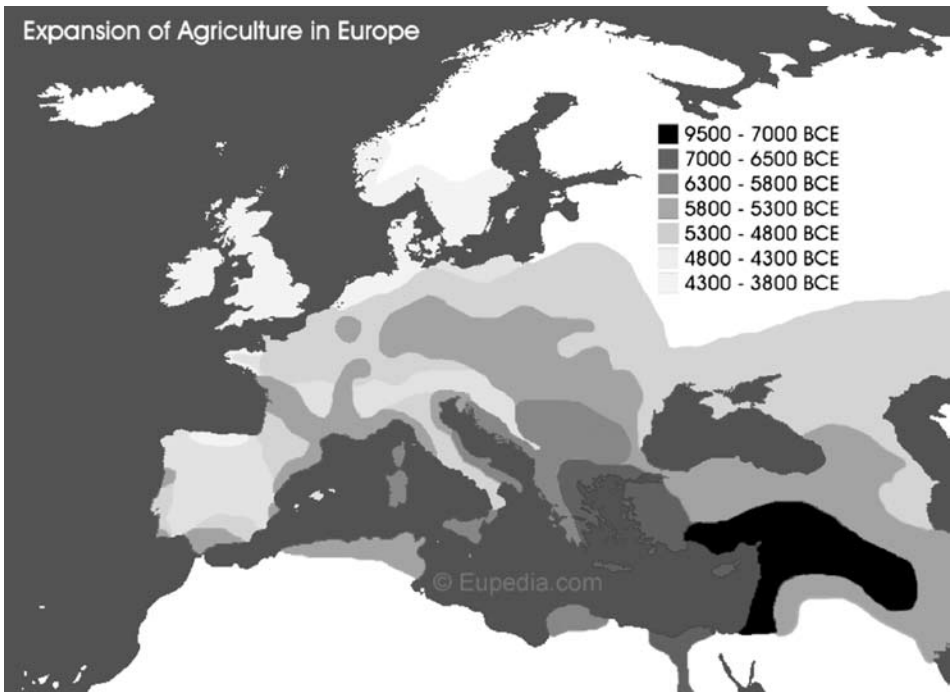 Expansion of Agriculture in Europe
9500 - 7000 BCE
7000 - 6500 BCE
6300 - 5800 BCE
5800 - 5300 BCE
5300 - 4800 BCE
4800 - 4300 BCE
4300 - 3800 BCE
© Eupedia.com